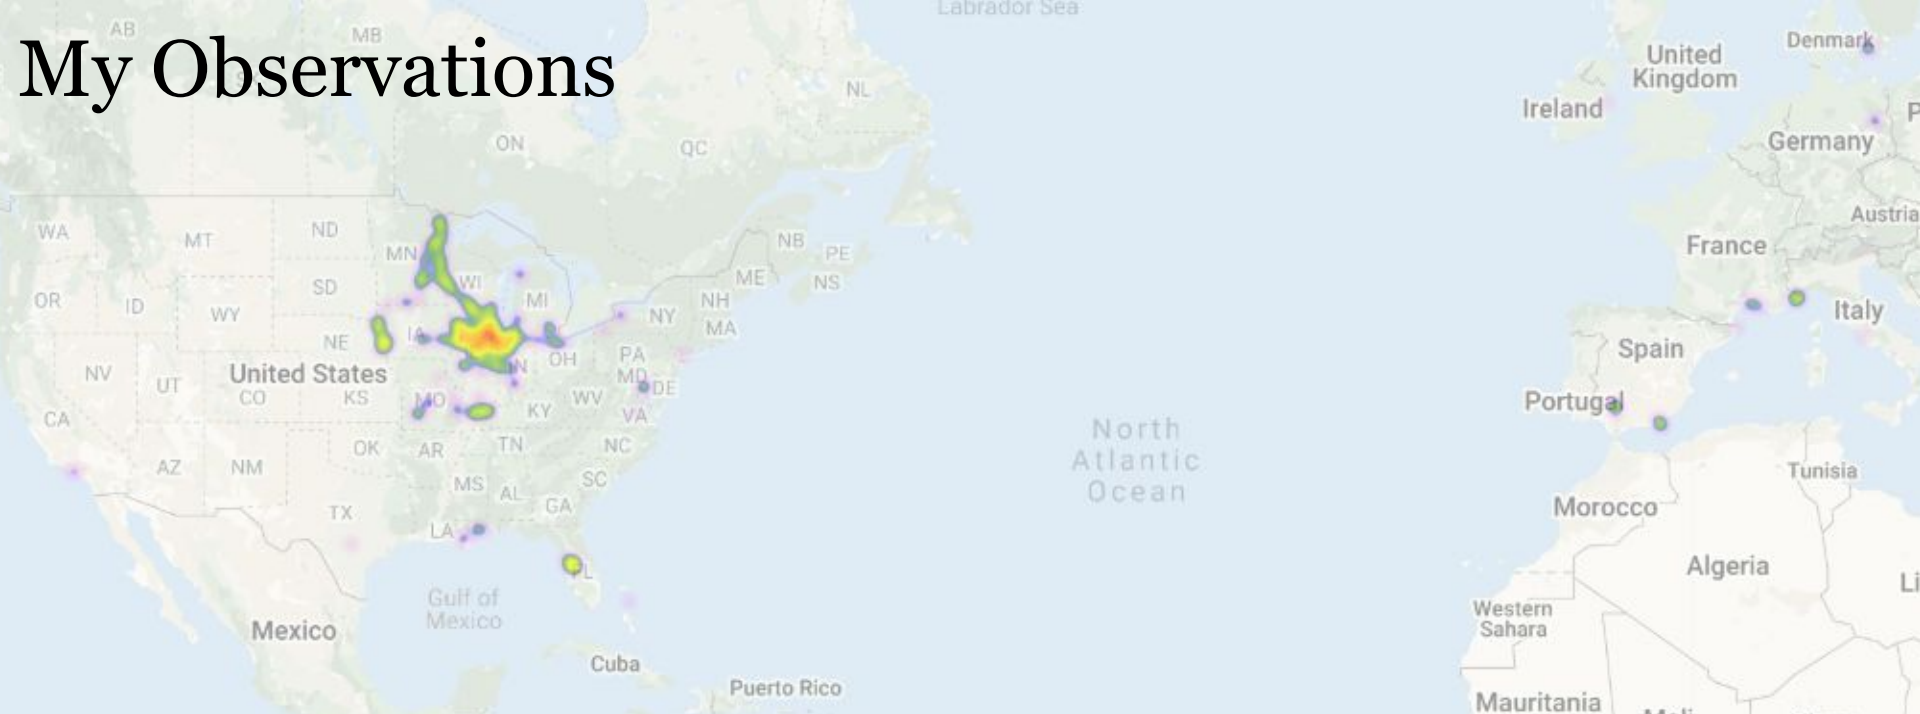 Labrador Sea
AB
MB
My Observations
NL
ON
QC
WA
MT
ND
MN
NB
PE
ME
NS
OR
ID
SD
WI
MI
NH
WY
NY
MA
NE
IA
OH
PA
United States
NV
UT
CO
KS
MO
MD
DE
KY
WV
VA
CA
OK
AR
TN
NC
AZ
NM
MS
AL
SC
GA
TX
LA
Gulf of
Mexico
Mexico
Cuba
Puerto Rico
North
Atlantic
Ocean
United
Kingdom
Ireland
Denmark
Germany
Austria
France
Italy
Spain
Portugal
Tunisia
Morocco
Algeria
Western
Sahara
Mauritania